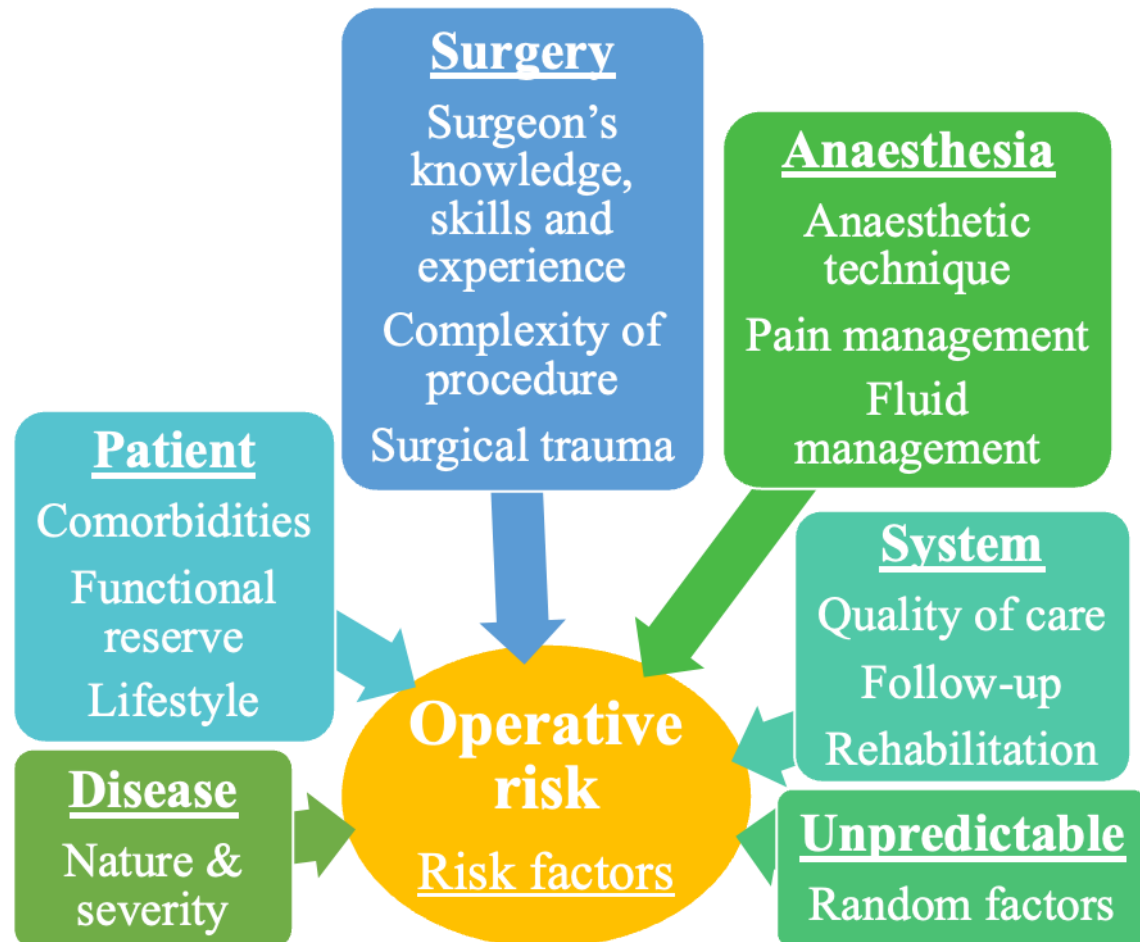 Surgery
Surgeon’s
knowledge,
skills and
experience
Complexity of
procedure
Surgical trauma
Anaesthesia
Anaesthetic
technique
Pain management
Fluid
management
Patient
Comorbidities
Functional
reserve
Lifestyle
System
Quality of care
Follow-up
Rehabilitation
Disease
Nature &
severity
Operative
risk
Risk factors
Unpredictable
Random factors